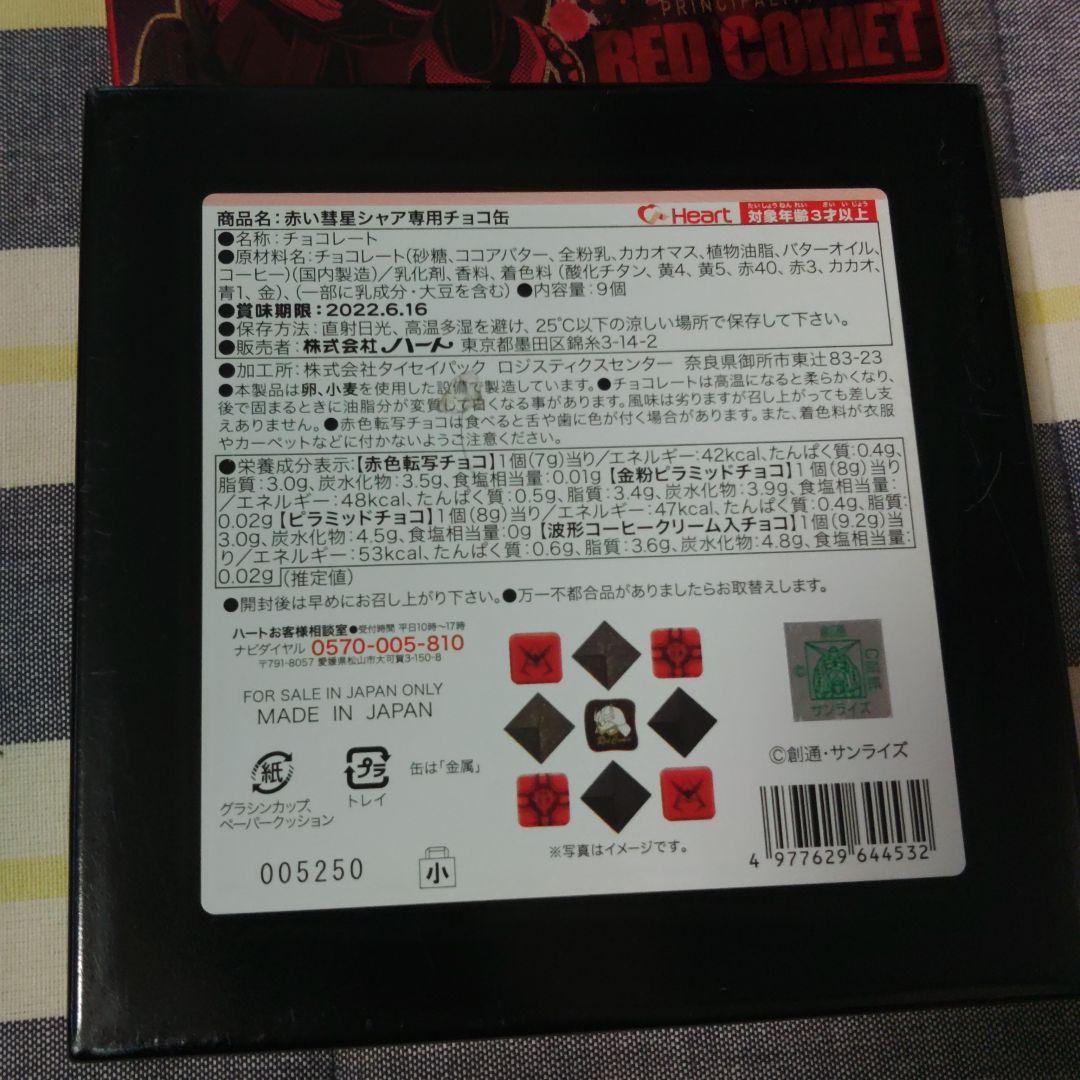 PRINCIPALITY
RED COMET
商品名:赤い彗星シャア専用チョコ缶
Heart
たいしょうねんれい さい いじょう
対象年齢3才以上
●名称:チョコレート
●原材料名:チョコレート(砂糖、ココアバター、全粉乳、カカオマス、植物油脂、バターオイル、
コーヒー)(国内製造)/乳化剤、香料、着色料(酸化チタン、黄4、黄5、赤40、赤3、カカオ、
青1、金)、(一部に乳成分・大豆を含む)●内容量:9個
●賞味期限:2022.6.16
●保存方法:直射日光、高温多湿を避け、25℃以下の涼しい場所で保存して下さい。
●販売者:株式会社ハート 東京都墨田区錦糸3-14-2
●加工所:株式会社タイセイパック ロジスティクスセンター 奈良県御所市東辻83-23
●本製品は卵、小麦を使用した設備で製造しています。●チョコレートは高温になると柔らかくなり、
後で固まるときに油脂分が変質して白くなる事があります。風味は劣りますが召し上がっても差し支
えありません。●赤色転写チョコは食べると舌や歯に色が付く場合があります。また、着色料が衣服
やカーペットなどに付かないようご注意ください。
●栄養成分表示:【赤色転写チョコ】1個(7g)当り/エネルギー:42kcal、たんぱく質:0.4g、
脂質:3.0g、炭水化物:3.5g、食塩相当量:0.01g【金粉ピラミッドチョコ】1個(8g)当り
/エネルギー:48kcal、たんぱく質:0.5g、脂質:3.4g、炭水化物:3.9g、食塩相当量:
0.02g【ピラミッドチョコ】1個(8g)当り/エネルギー:47kcal、たんぱく質:0.4g、脂質:
3.0g、炭水化物:4.5g、食塩相当量:0g【波形コーヒークリーム入チョコ】1個(9.2g)当
り/エネルギー:53kcal、たんぱく質:0.6g、脂質:3.6g、炭水化物:4.8g、食塩相当量:
0.02g(推定値)
●開封後は早めにお召し上がり下さい。●万一不都合品がありましたらお取替えします。
ハートお客様相談室●受付時間 平日10時〜17時
ナビダイヤル 0570-005-810
〒791-8057 愛媛県松山市大可賀3-150-8
FOR SALE IN JAPAN ONLY
MADE IN JAPAN
紙
グラシンカップ、
ペーパークッション
プラ
トレイ
缶は「金属」
005250
小
※写真はイメージです。
サンライズ
©創通・サンライズ
4 977629 644532